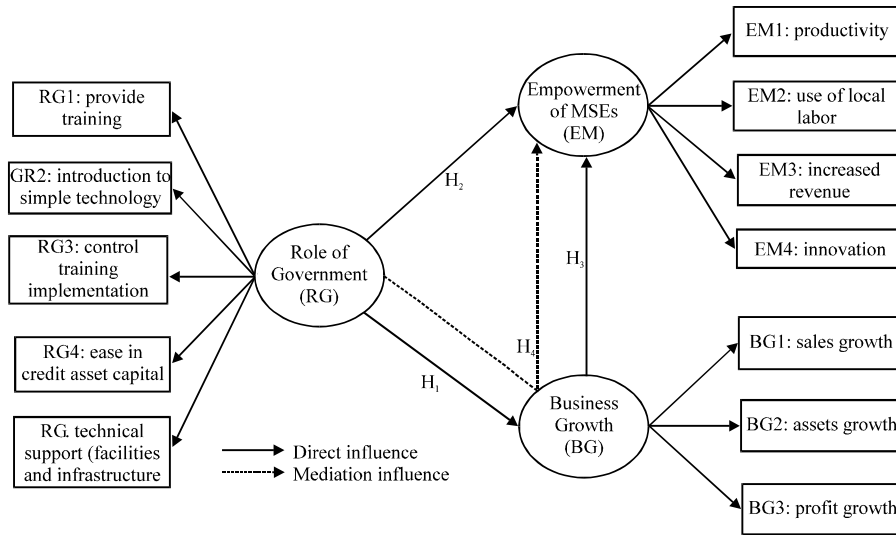 RG1: provide
training
GR2: introduction to
simple technology
RG3: control
training
implementation
RG4: ease in
credit asset capital
RG. technical
support (facilities
and infrastructure
Role of
Government
(RG)
H2
H1
H3
H4
Empowerment
of MSEs
(EM)
Business
Growth
(BG)
EM1: productivity
EM2: use of local
labor
EM3: increased
revenue
EM4: innovation
BG1: sales growth
BG2: assets growth
BG3: profit growth
Direct influence
Mediation influence